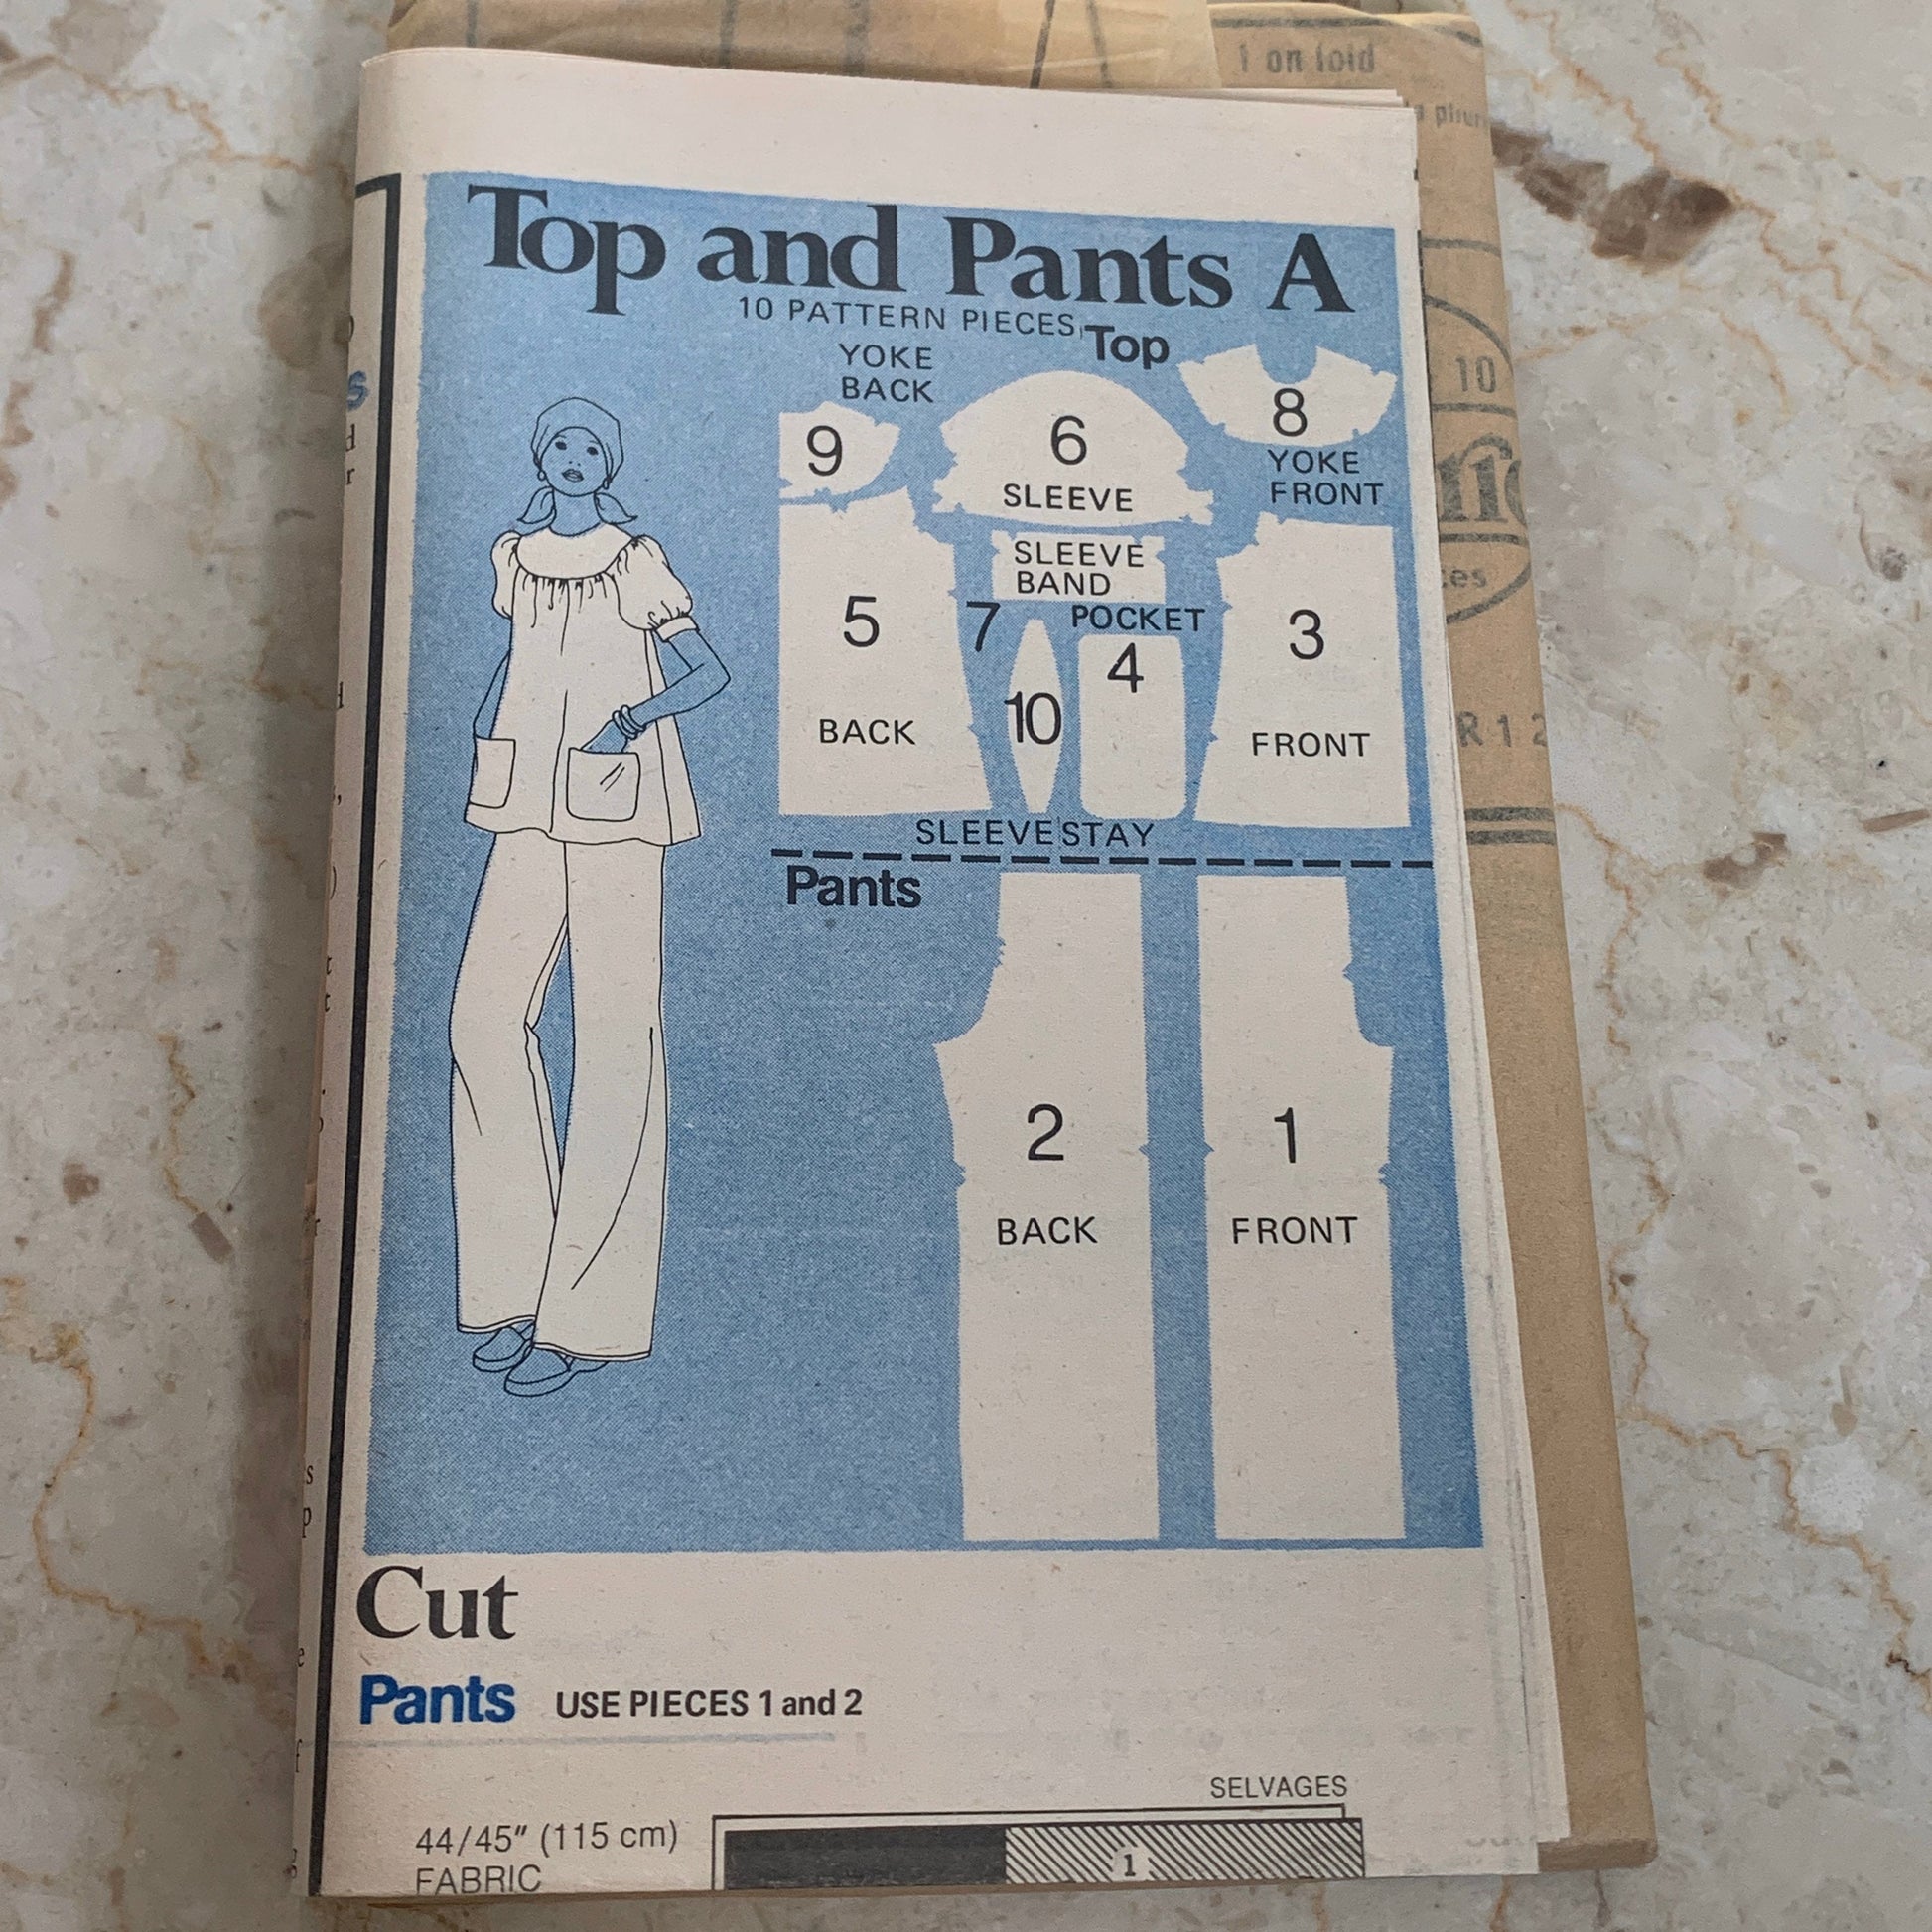 1 on fold
Top and Pants A
10 PATTERN PIECES
Top
YOKE
BACK
9
6
SLEEVE
8
YOKE
FRONT
SLEEVE
BAND
7
POCKET
5
BACK
10
4
3
FRONT
SLEEVE STAY
Pants
2
BACK
1
FRONT
10
R12
Cut
Pants USE PIECES 1 and 2
SELVAGES
44/45" (115 cm)
FABRIC
1